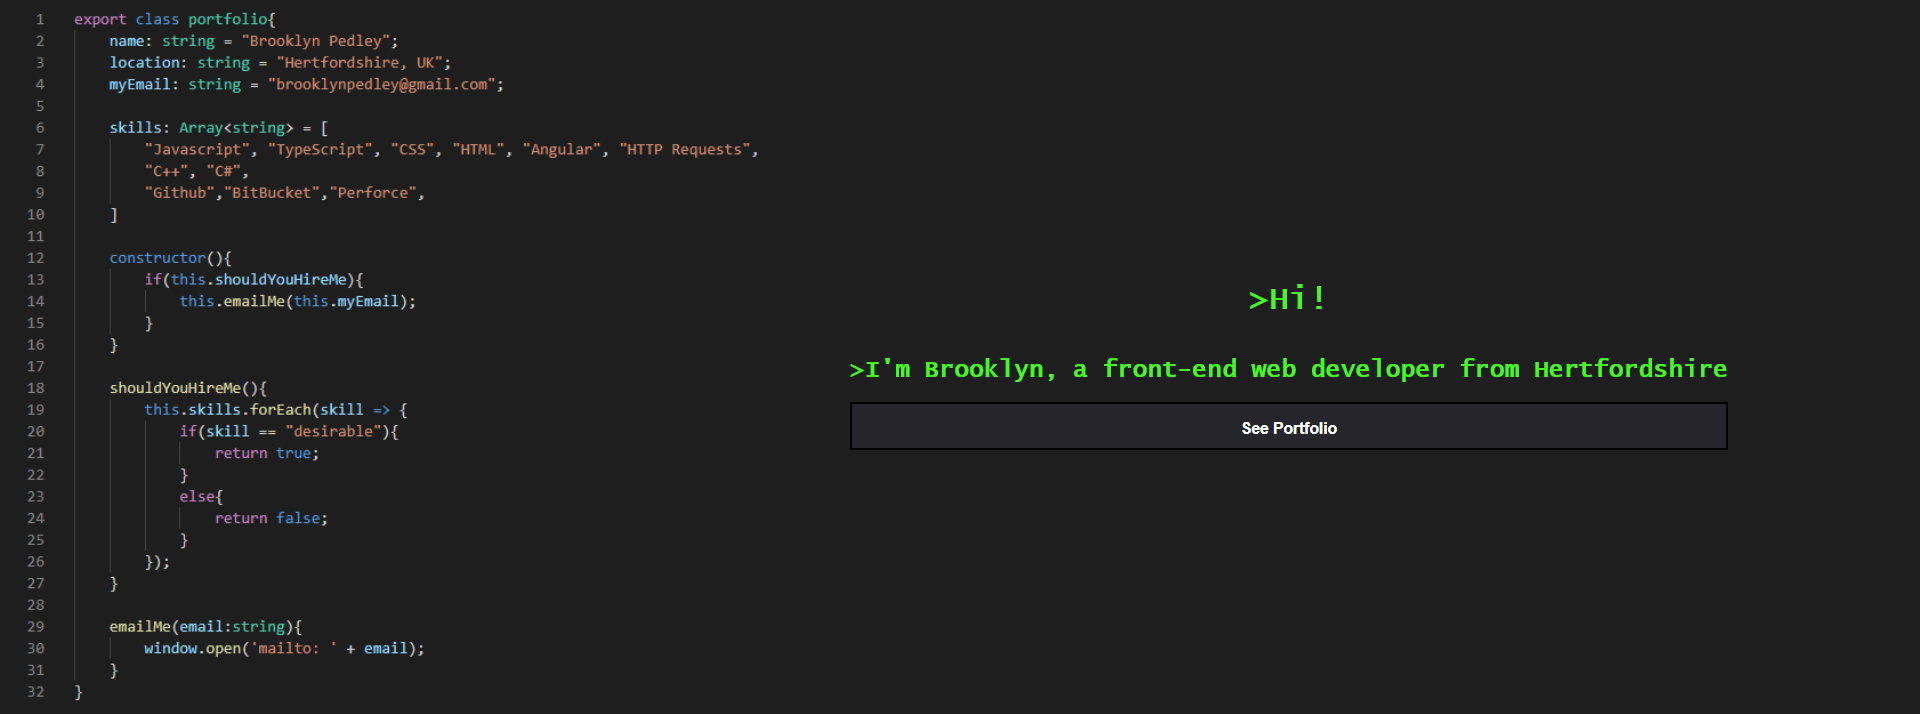 1 export class portfolio{
2 name: string = "Brooklyn Pedley";
3 location: string = "Hertfordshire, UK";
4 myEmail: string = "brooklynpedley@gmail.com";
5
6 skills: Array<string> = [
7 "Javascript", "TypeScript", "CSS", "HTML", "Angular", "HTTP Requests",
8 "C++", "C#",
9 "Github","BitBucket","Perforce",
10 ]
11
12 constructor(){
13 if(this.shouldYouHireMe){
14 this.emailMe(this.myEmail);
15 }
16 }
17
18 shouldYouHireMe(){
19 this.skills.forEach(skill => {
20 if(skill == "desirable"){
21 return true;
22 }
23 else{
24 return false;
25 }
26 });
27 }
28
29 emailMe(email:string){
30 window.open('mailto: ' + email);
31 }
32 }
>Hi!
>I'm Brooklyn, a front-end web developer from Hertfordshire
See Portfolio